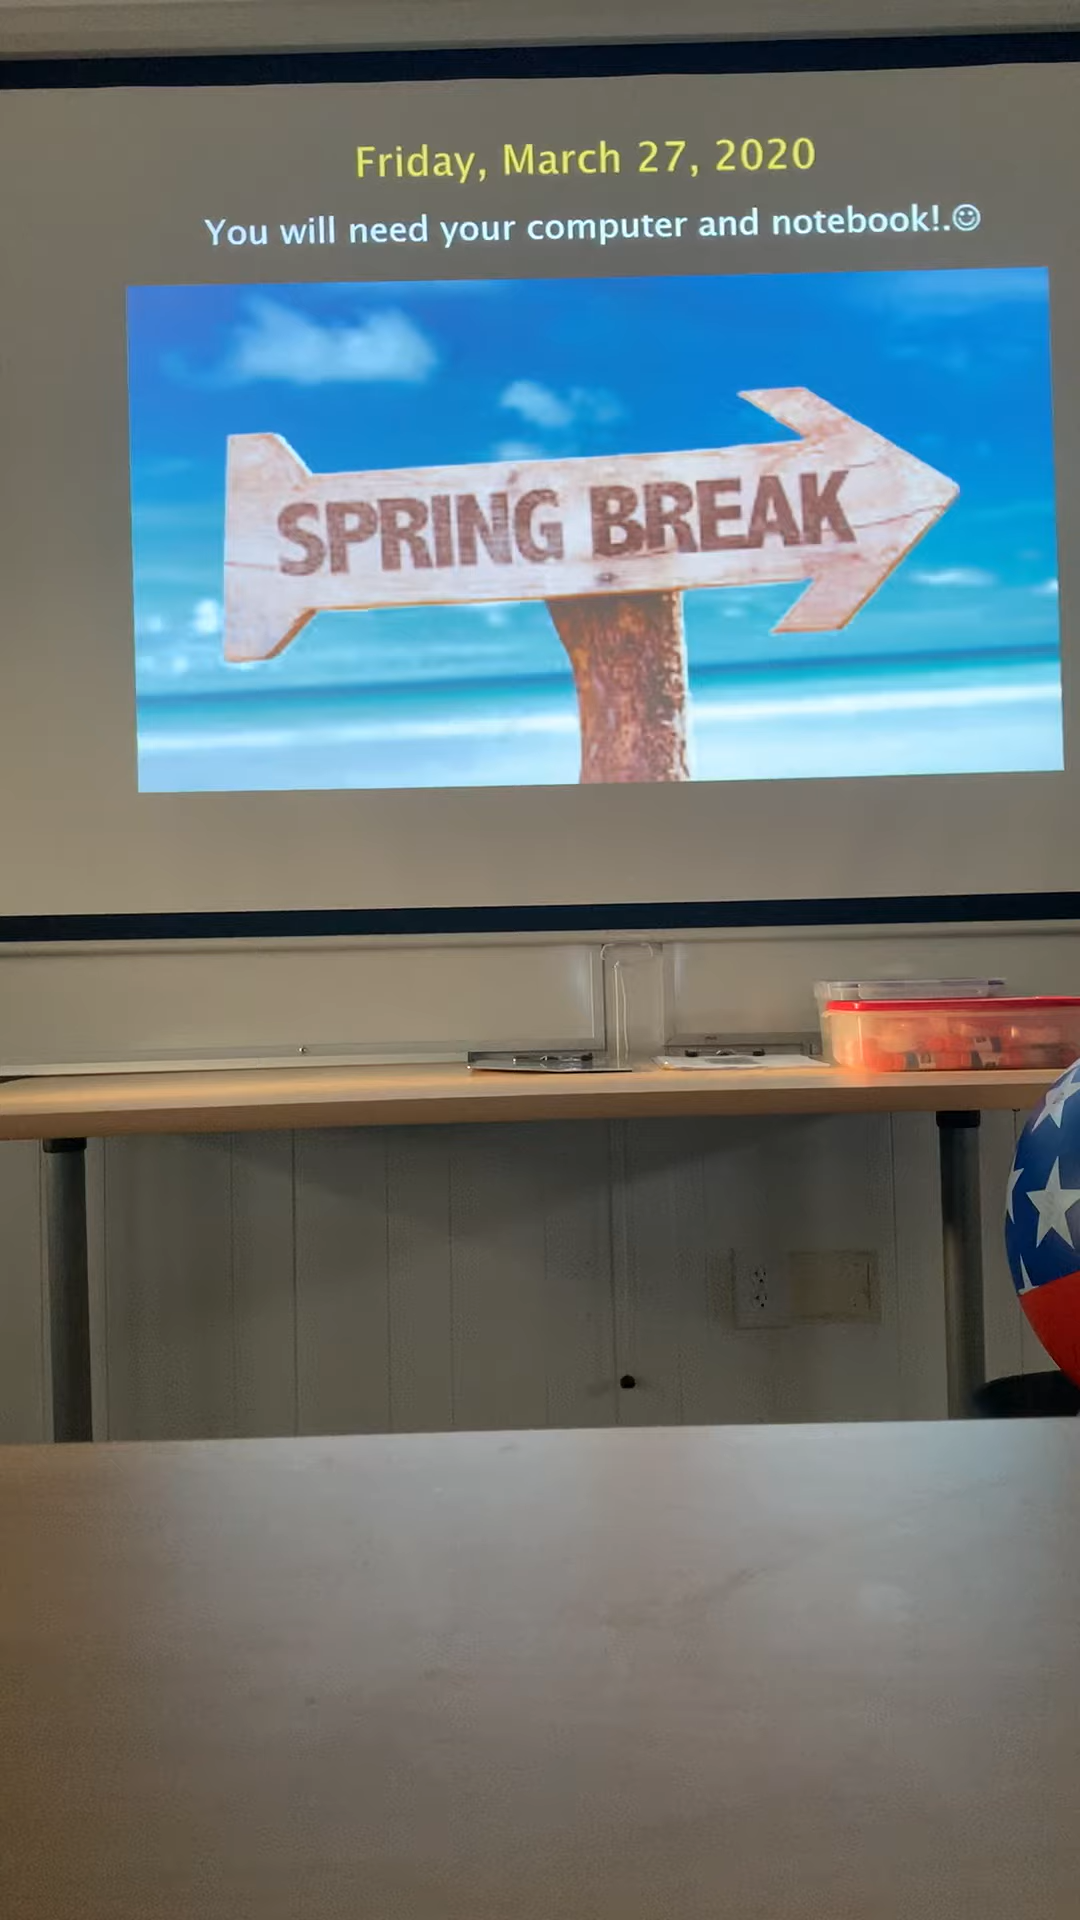 Friday, March 27, 2020
You will need your computer and notebook!.☺
SPRING BREAK